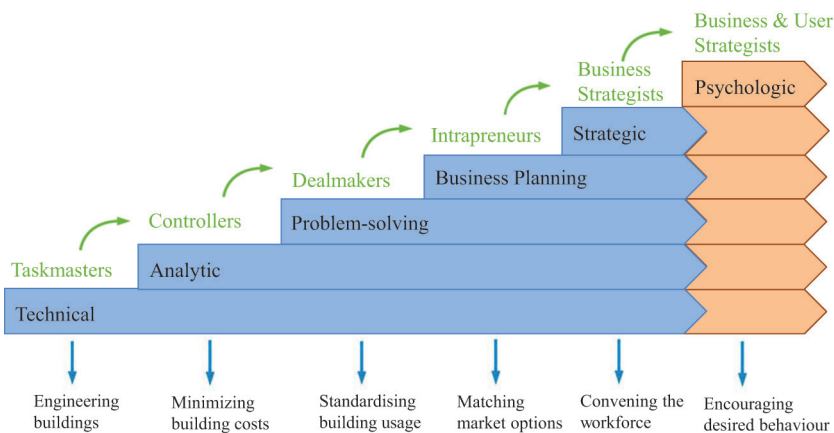 Business & User
Strategists
Psychologic
Business
Strategists
Strategic
Intrapreneurs
Business Planning
Dealmakers
Problem-solving
Controllers
Analytic
Taskmasters
Technical
Engineering
buildings
Minimizing
building costs
Standardising
building usage
Matching
market options
Convening the
workforce
Encouraging
desired behaviour